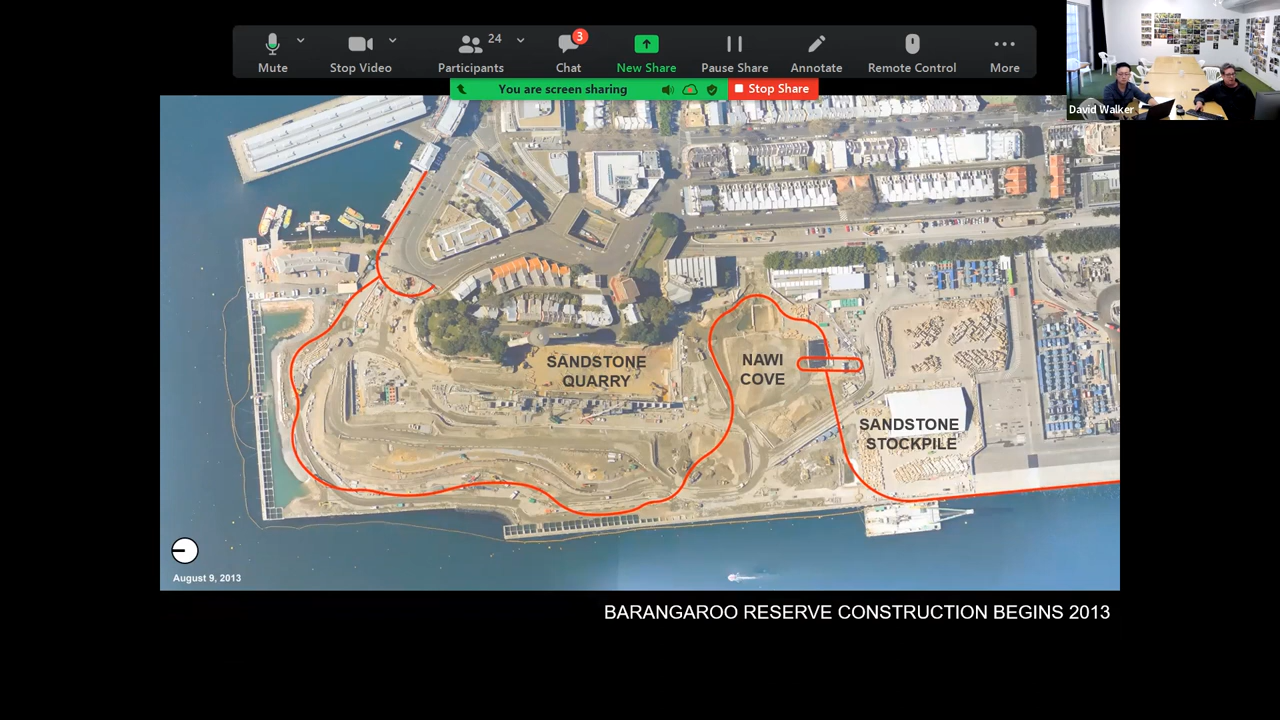 Mute
Stop Video
24
Participants
3
Chat
New Share
Pause Share
Annotate
Remote Control
More
You are screen sharing
Stop Share
David Walker
SANDSTONE
QUARRY
NAWI
COVE
SANDSTONE
STOCKPILE
August 9, 2013
BARANGAROO RESERVE CONSTRUCTION BEGINS 2013